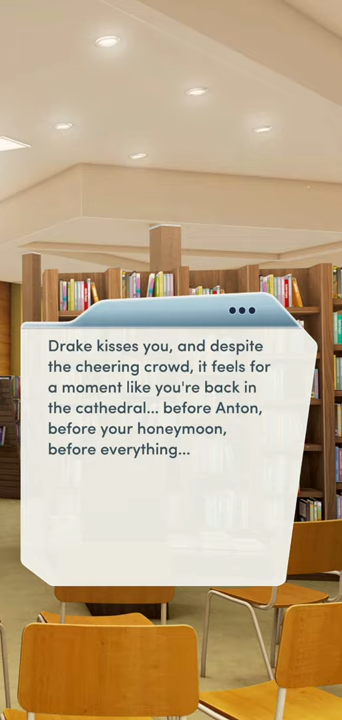 Drake kisses you, and despite
the cheering crowd, it feels for
a moment like you're back in
the cathedral... before Anton,
before your honeymoon,
before everything...